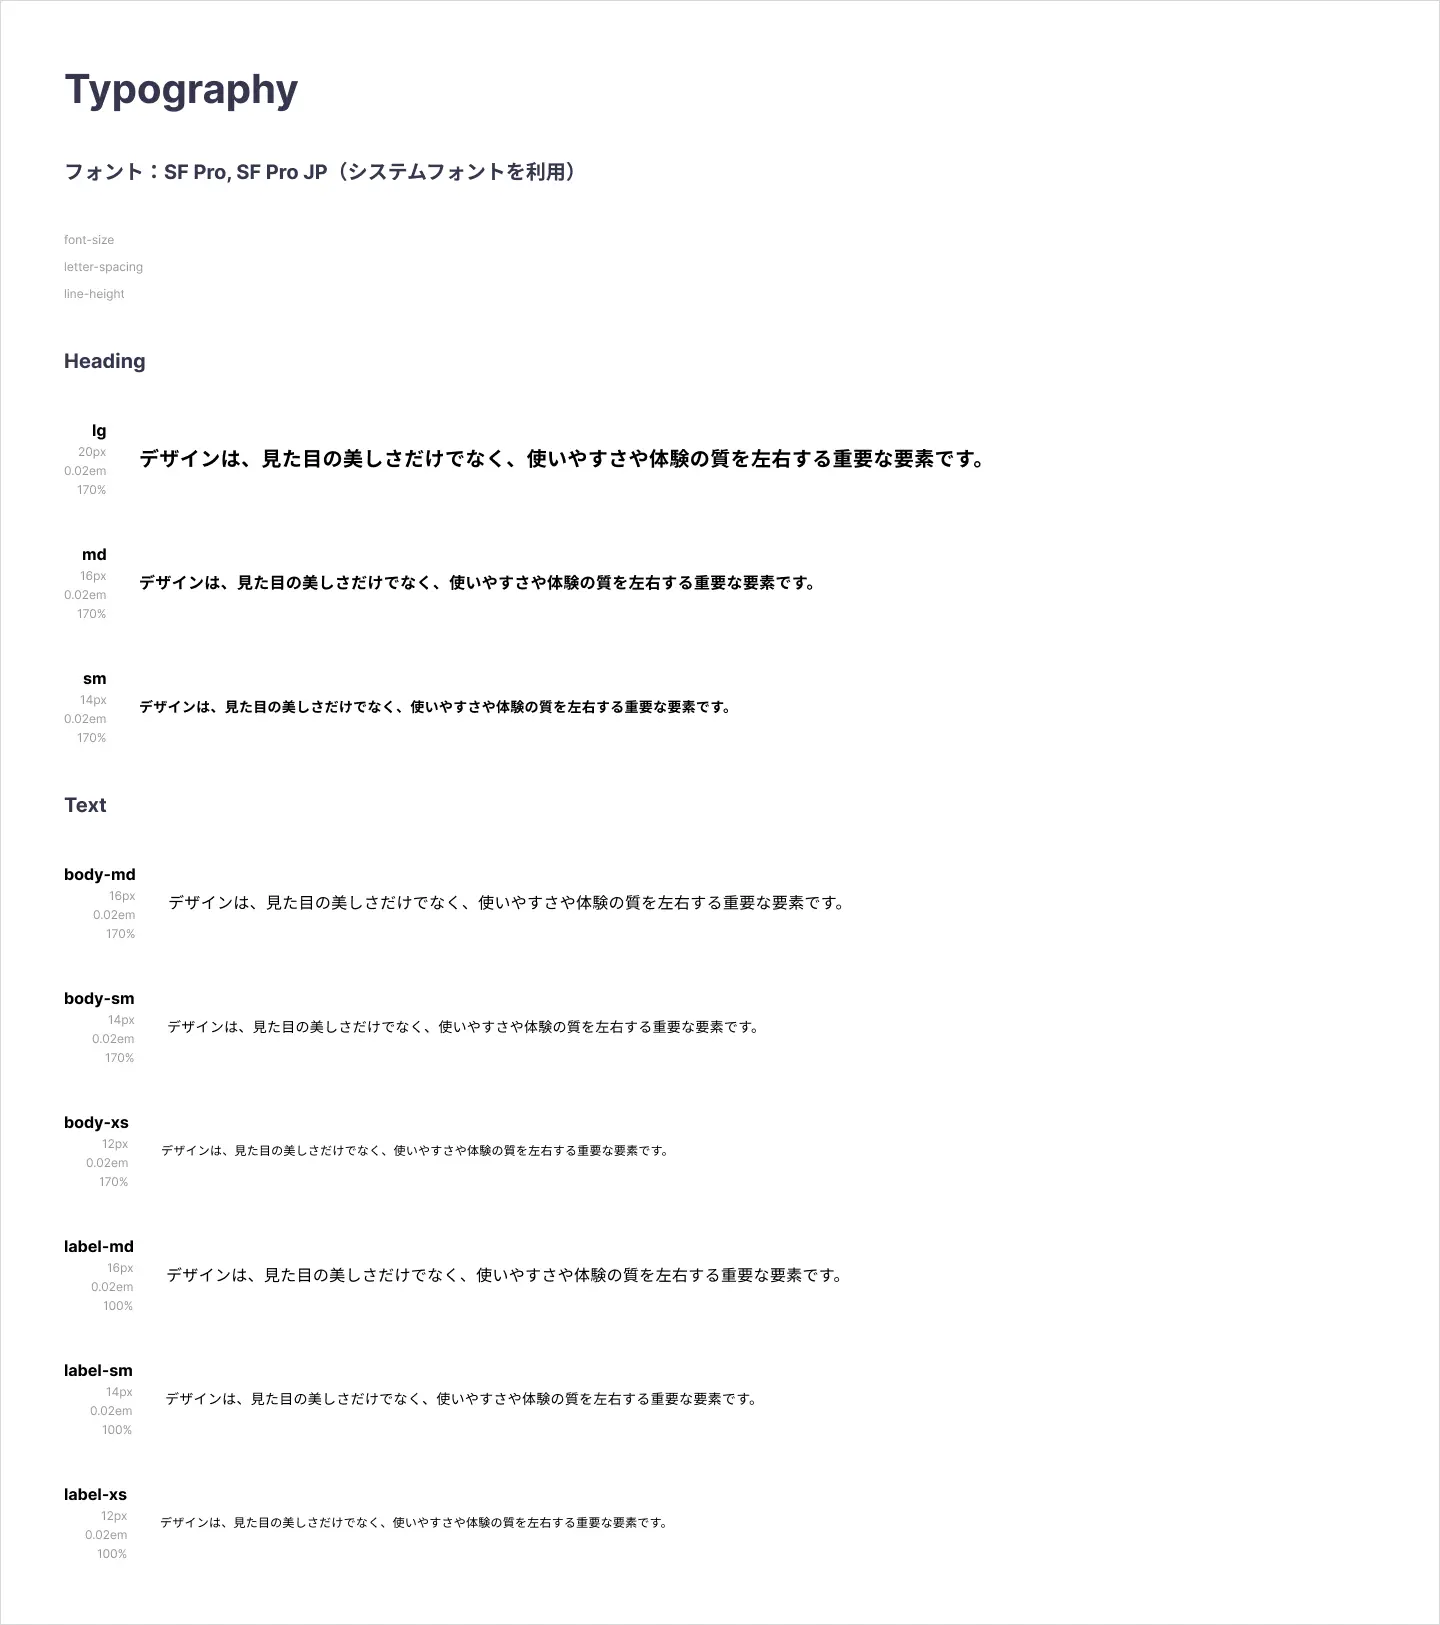 Typography
フォント：SF Pro, SF Pro JP（システムフォントを利用）
font-size
letter-spacing
line-height
Heading
lg
20px
0.02em
170%
デザインは、見た目の美しさだけでなく、使いやすさや体験の質を左右する重要な要素です。
md
16px
0.02em
170%
デザインは、見た目の美しさだけでなく、使いやすさや体験の質を左右する重要な要素です。
sm
14px
0.02em
170%
デザインは、見た目の美しさだけでなく、使いやすさや体験の質を左右する重要な要素です。
Text
body-md
16px
0.02em
170%
デザインは、見た目の美しさだけでなく、使いやすさや体験の質を左右する重要な要素です。
body-sm
14px
0.02em
170%
デザインは、見た目の美しさだけでなく、使いやすさや体験の質を左右する重要な要素です。
body-xs
12px
0.02em
170%
デザインは、見た目の美しさだけでなく、使いやすさや体験の質を左右する重要な要素です。
label-md
16px
0.02em
100%
デザインは、見た目の美しさだけでなく、使いやすさや体験の質を左右する重要な要素です。
label-sm
14px
0.02em
100%
デザインは、見た目の美しさだけでなく、使いやすさや体験の質を左右する重要な要素です。
label-xs
12px
0.02em
100%
デザインは、見た目の美しさだけでなく、使いやすさや体験の質を左右する重要な要素です。